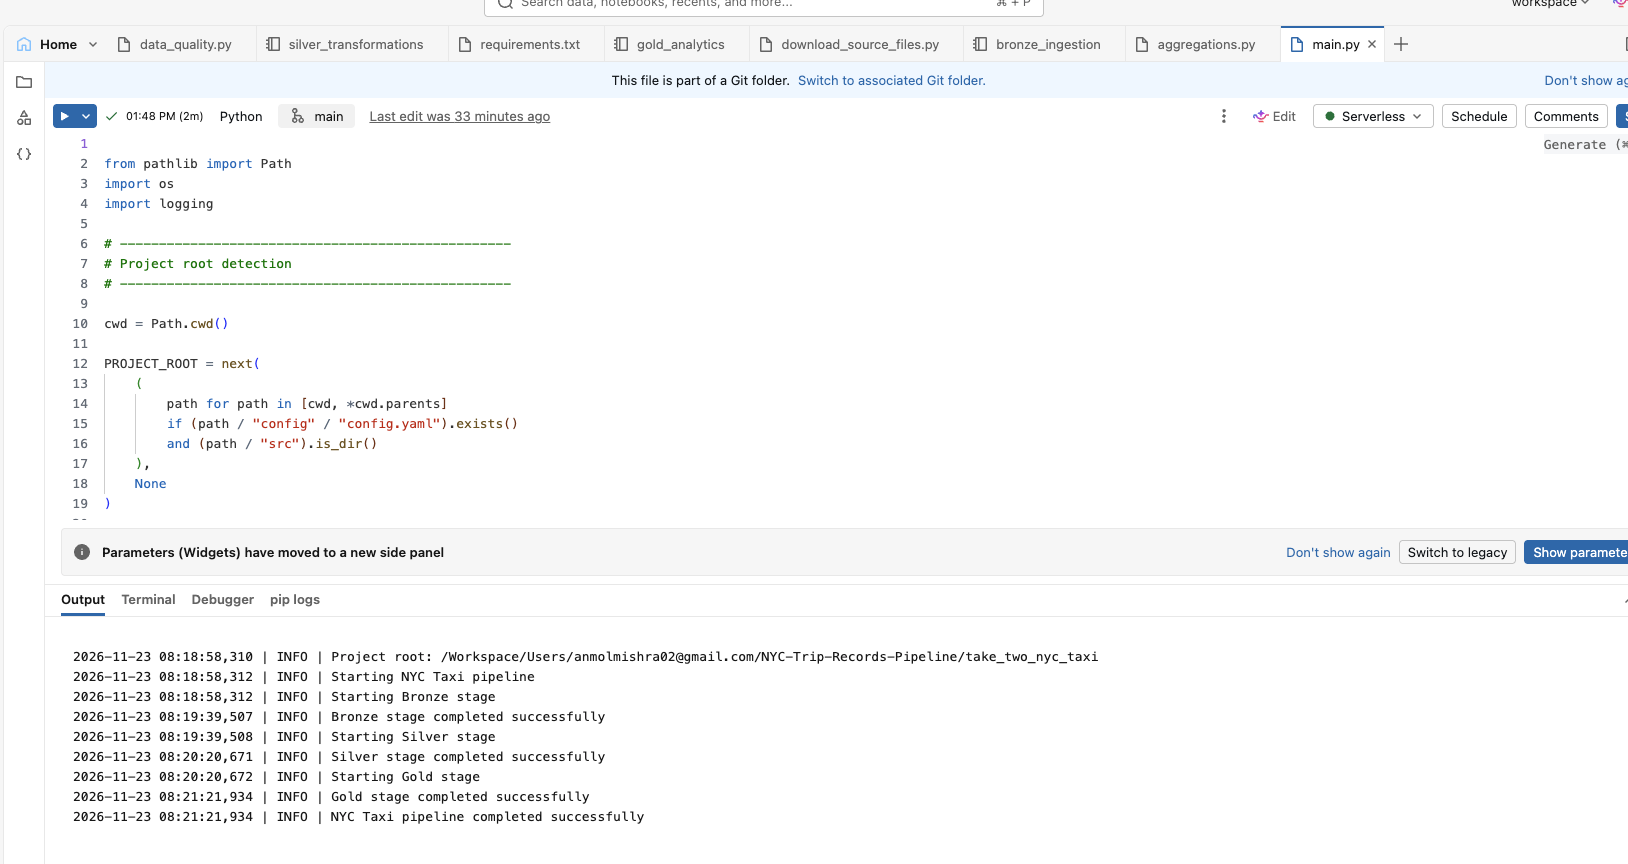 Search data, notebooks, recents, and more... ⌘ + P
workspace
Home data_quality.py silver_transformations requirements.txt gold_analytics download_source_files.py bronze_ingestion aggregations.py main.py
This file is part of a Git folder. Switch to associated Git folder. Don't show ag
01:48 PM (2m) Python main Last edit was 33 minutes ago Edit Serverless Schedule Comments
1
Generate (⌘
2 from pathlib import Path
3 import os
4 import logging
5
6 # --------------------------------------------------
7 # Project root detection
8 # --------------------------------------------------
9
10 cwd = Path.cwd()
11
12 PROJECT_ROOT = next(
13 (
14 path for path in [cwd, *cwd.parents]
15 if (path / "config" / "config.yaml").exists()
16 and (path / "src").is_dir()
17 ),
18 None
19 )
Parameters (Widgets) have moved to a new side panel Don't show again Switch to legacy Show paramete
Output Terminal Debugger pip logs
2026-11-23 08:18:58,310 | INFO | Project root: /Workspace/Users/anmolmishra02@gmail.com/NYC-Trip-Records-Pipeline/take_two_nyc_taxi
2026-11-23 08:18:58,312 | INFO | Starting NYC Taxi pipeline
2026-11-23 08:18:58,312 | INFO | Starting Bronze stage
2026-11-23 08:19:39,507 | INFO | Bronze stage completed successfully
2026-11-23 08:19:39,508 | INFO | Starting Silver stage
2026-11-23 08:20:20,671 | INFO | Silver stage completed successfully
2026-11-23 08:20:20,672 | INFO | Starting Gold stage
2026-11-23 08:21:21,934 | INFO | Gold stage completed successfully
2026-11-23 08:21:21,934 | INFO | NYC Taxi pipeline completed successfully